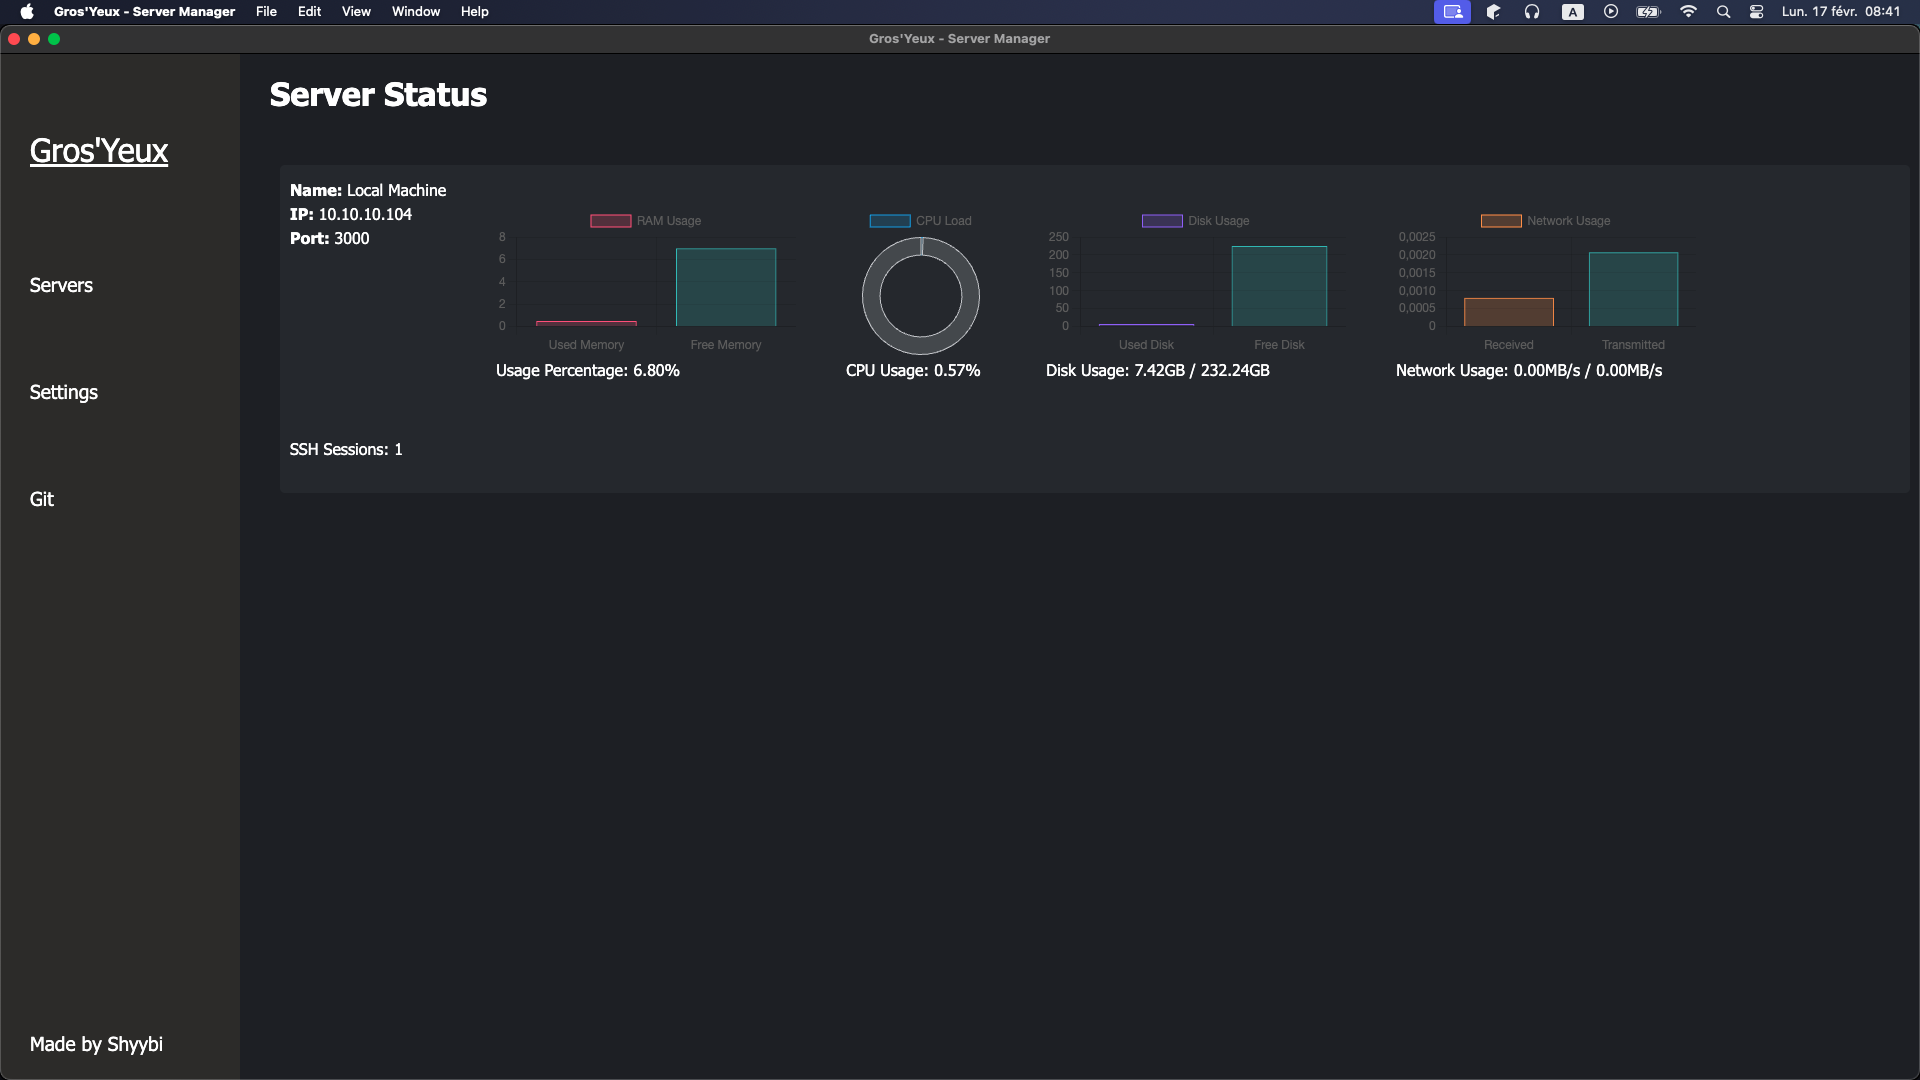 Gros'Yeux - Server Manager File Edit View Window Help A Lun. 17 févr. 08:41
Gros'Yeux - Server Manager
Gros'Yeux
Servers
Settings
Git
Made by Shyybi
Server Status
Name: Local Machine
IP: 10.10.10.104
Port: 3000
RAM Usage
8
6
4
2
0
Used Memory Free Memory
Usage Percentage: 6.80%
CPU Load
CPU Usage: 0.57%
Disk Usage
250
200
150
100
50
0
Used Disk Free Disk
Disk Usage: 7.42GB / 232.24GB
Network Usage
0,0025
0,0020
0,0015
0,0010
0,0005
0
Received Transmitted
Network Usage: 0.00MB/s / 0.00MB/s
SSH Sessions: 1